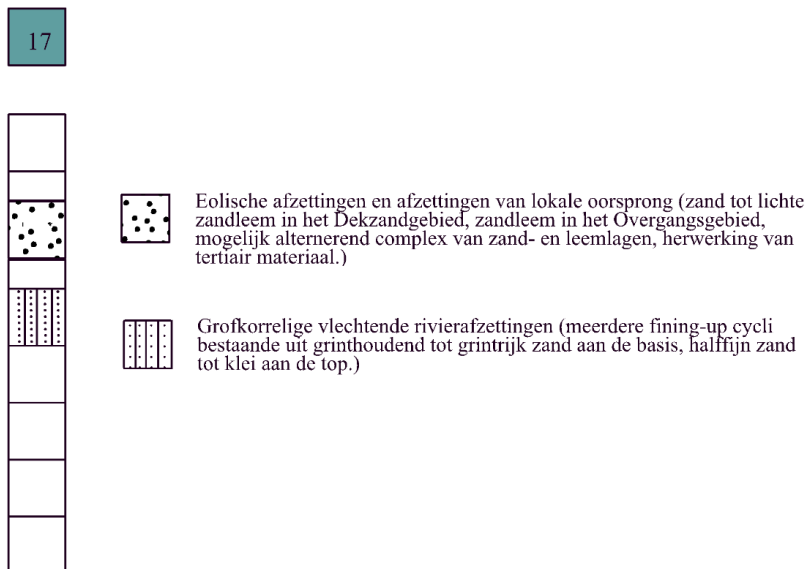 17
Eolische afzettingen en afzettingen van lokale oorsprong (zand tot lichte
zandleem in het Dekzandgebied, zandleem in het Overgangsgebied,
mogelijk alternerend complex van zand- en leemlagen, herwerking van
tertiair materiaal.)
Grofkorrelige vlechtende rivierafzettingen (meerdere fining-up cycli
bestaande uit grinthoudend tot grintrijk zand aan de basis, halffijn zand
tot klei aan de top.)